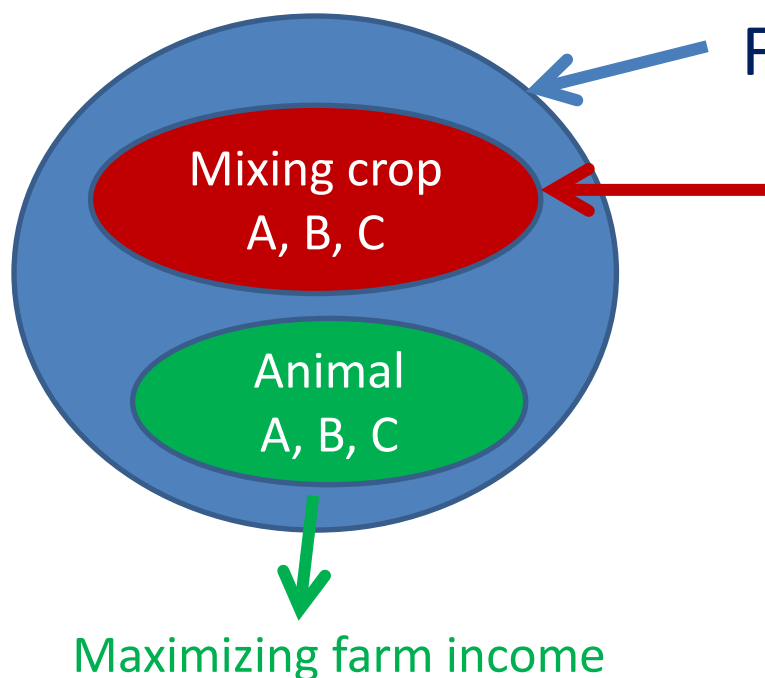 F
Mixing crop
A, B, C
Animal
A, B, C
Maximizing farm income